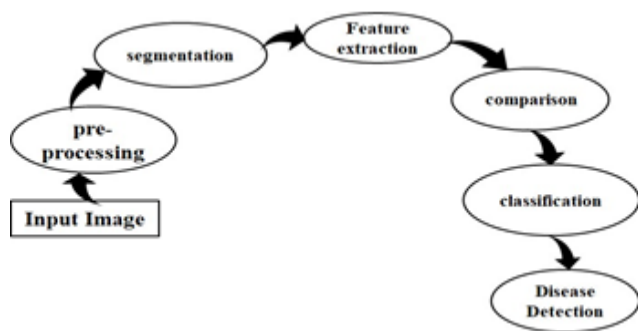 Input Image
pre-
processing
segmentation
Feature
extraction
comparison
classification
Disease
Detection